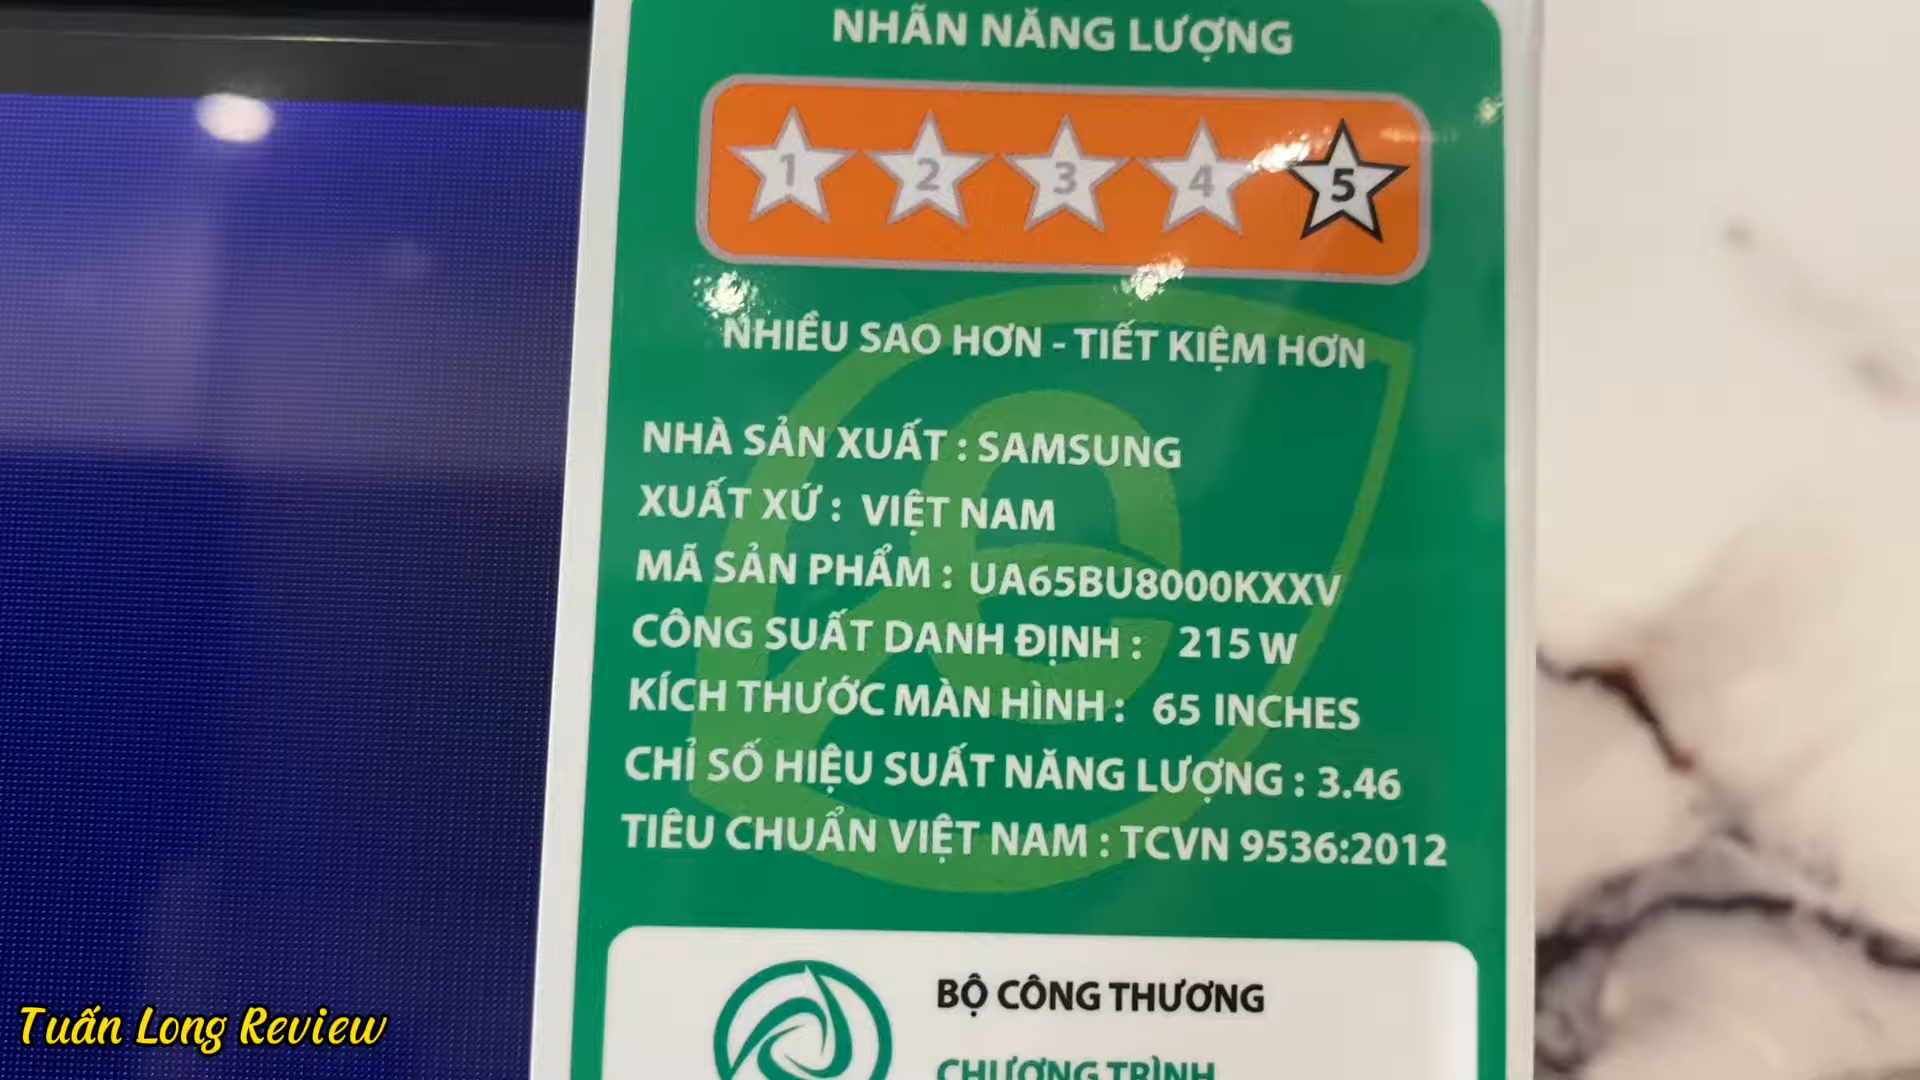 NHÃN NĂNG LƯỢNG
1 2 3 4 5
NHIỀU SAO HƠN - TIẾT KIỆM HƠN
NHÀ SẢN XUẤT : SAMSUNG
XUẤT XỨ : VIỆT NAM
MÃ SẢN PHẨM : UA65BU8000KXXV
CÔNG SUẤT DANH ĐỊNH : 215 W
KÍCH THƯỚC MÀN HÌNH : 65 INCHES
CHỈ SỐ HIỆU SUẤT NĂNG LƯỢNG : 3.46
TIÊU CHUẨN VIỆT NAM : TCVN 9536:2012
BỘ CÔNG THƯƠNG
CHƯƠNG TRÌNH
Tuấn Long Review